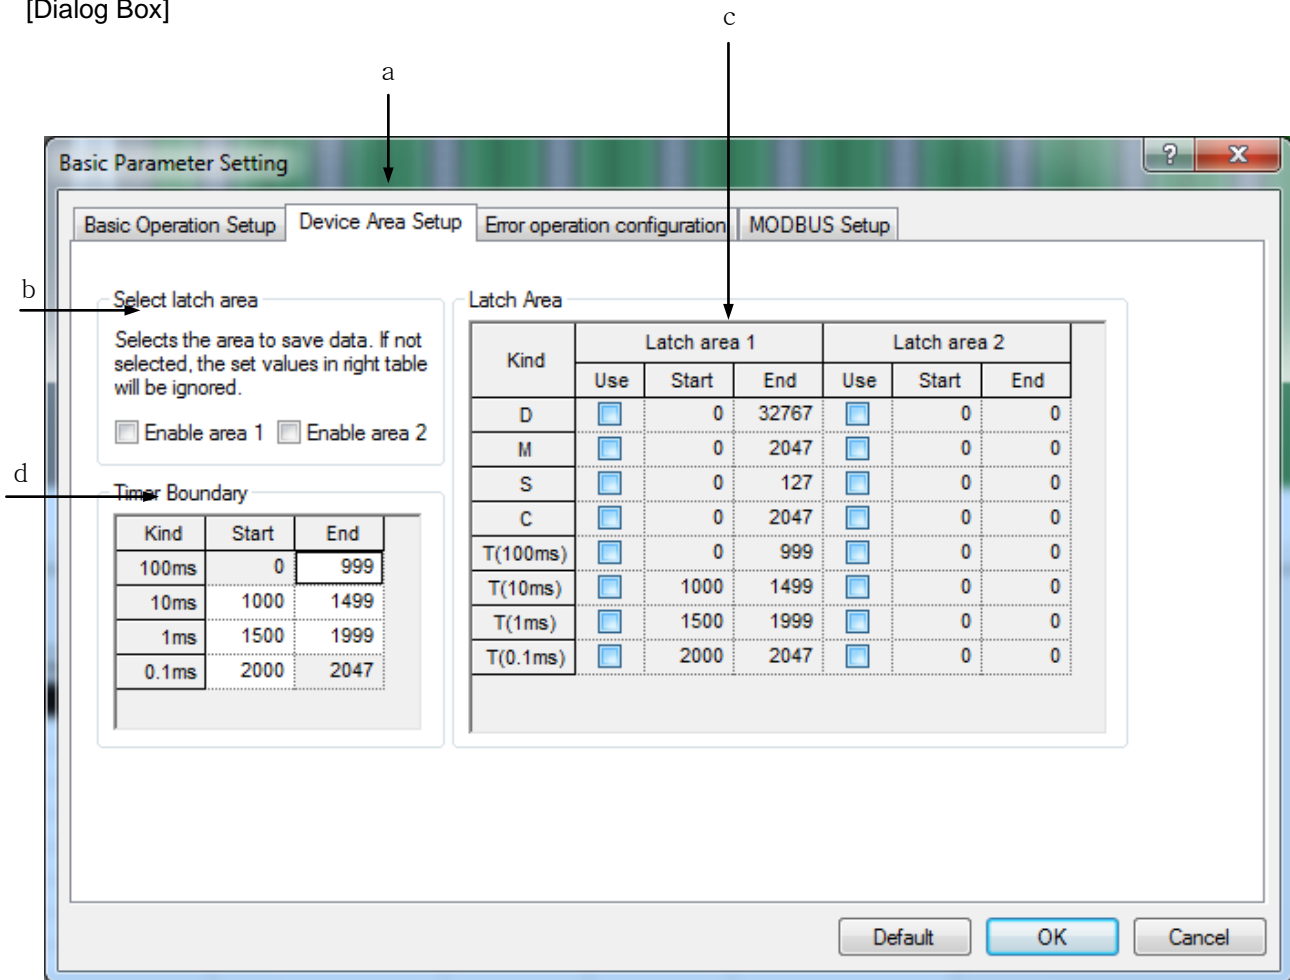 [Dialog Box]
c
a
Basic Parameter Setting
?
X
Basic Operation Setup Device Area Setup Error operation configuration MODBUS Setup
b
Select latch area
Selects the area to save data. If not
selected, the set values in right table
will be ignored.
Enable area 1 Enable area 2
d
Timer Boundary
Kind Start End
100ms 0 999
10ms 1000 1499
1ms 1500 1999
0.1ms 2000 2047
Latch Area
Kind Latch area 1 Latch area 2
Use Start End Use Start End
D 0 32767 0 0
M 0 2047 0 0
S 0 127 0 0
C 0 2047 0 0
T(100ms) 0 999 0 0
T(10ms) 1000 1499 0 0
T(1ms) 1500 1999 0 0
T(0.1ms) 2000 2047 0 0
Default OK Cancel